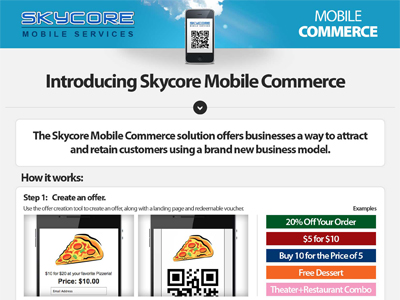 SKYCORE
MOBILE SERVICES
MOBILE
COMMERCE
Introducing Skycore Mobile Commerce
The Skycore Mobile Commerce solution offers businesses a way to attract
and retain customers using a brand new business model.
How it works:
Step 1: Create an offer.
Use the offer creation tool to create an offer, along with a landing page and redeemable voucher.
Examples
$10 for $20 at your favorite Pizzeria!
Price: $10.00
Email Address
20% Off Your Order
$5 for $10
Buy 10 for the Price of 5
Free Dessert
Theater+Restaurant Combo